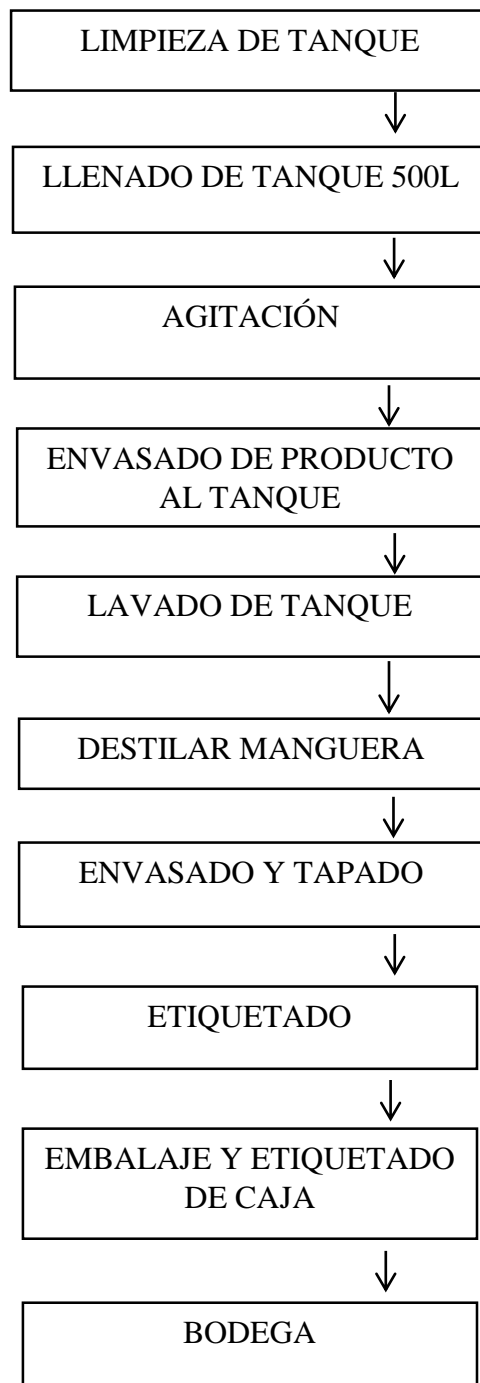 LIMPIEZA DE TANQUE
LLENADO DE TANQUE 500L
AGITACIÓN
ENVASADO DE PRODUCTO
AL TANQUE
LAVADO DE TANQUE
DESTILAR MANGUERA
ENVASADO Y TAPADO
ETIQUETADO
EMBALAJE Y ETIQUETADO
DE CAJA
BODEGA